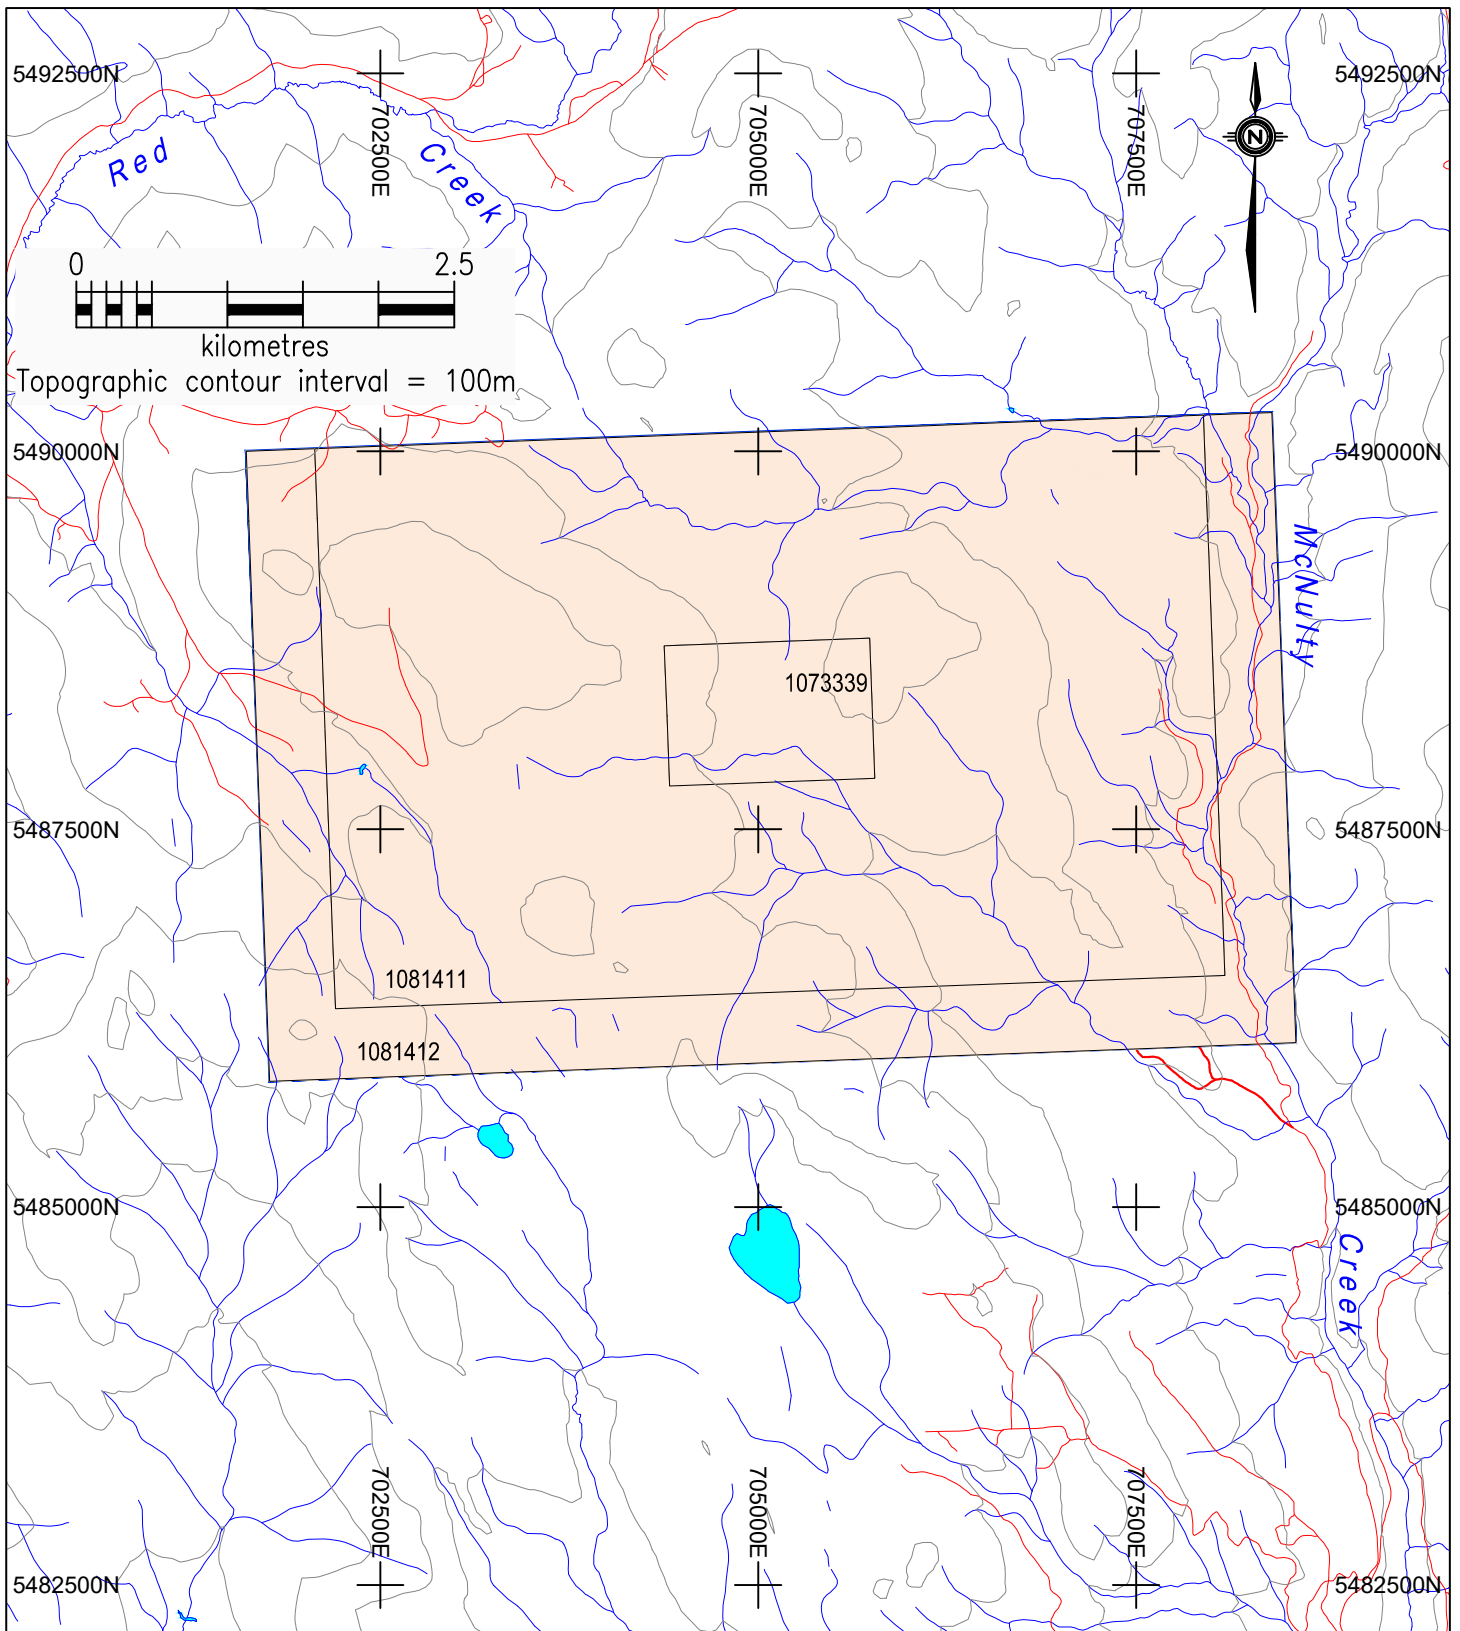 5492500N
5492500N
702500E
705000E
707500E
N
Red
Creek
0 2.5
kilometres
Topographic contour interval = 100m
5490000N
5490000N
McNulty
1073339
5487500N
5487500N
1081411
1081412
5485000N
5485000N
Creek
702500E
705000E
707500E
5482500N
5482500N